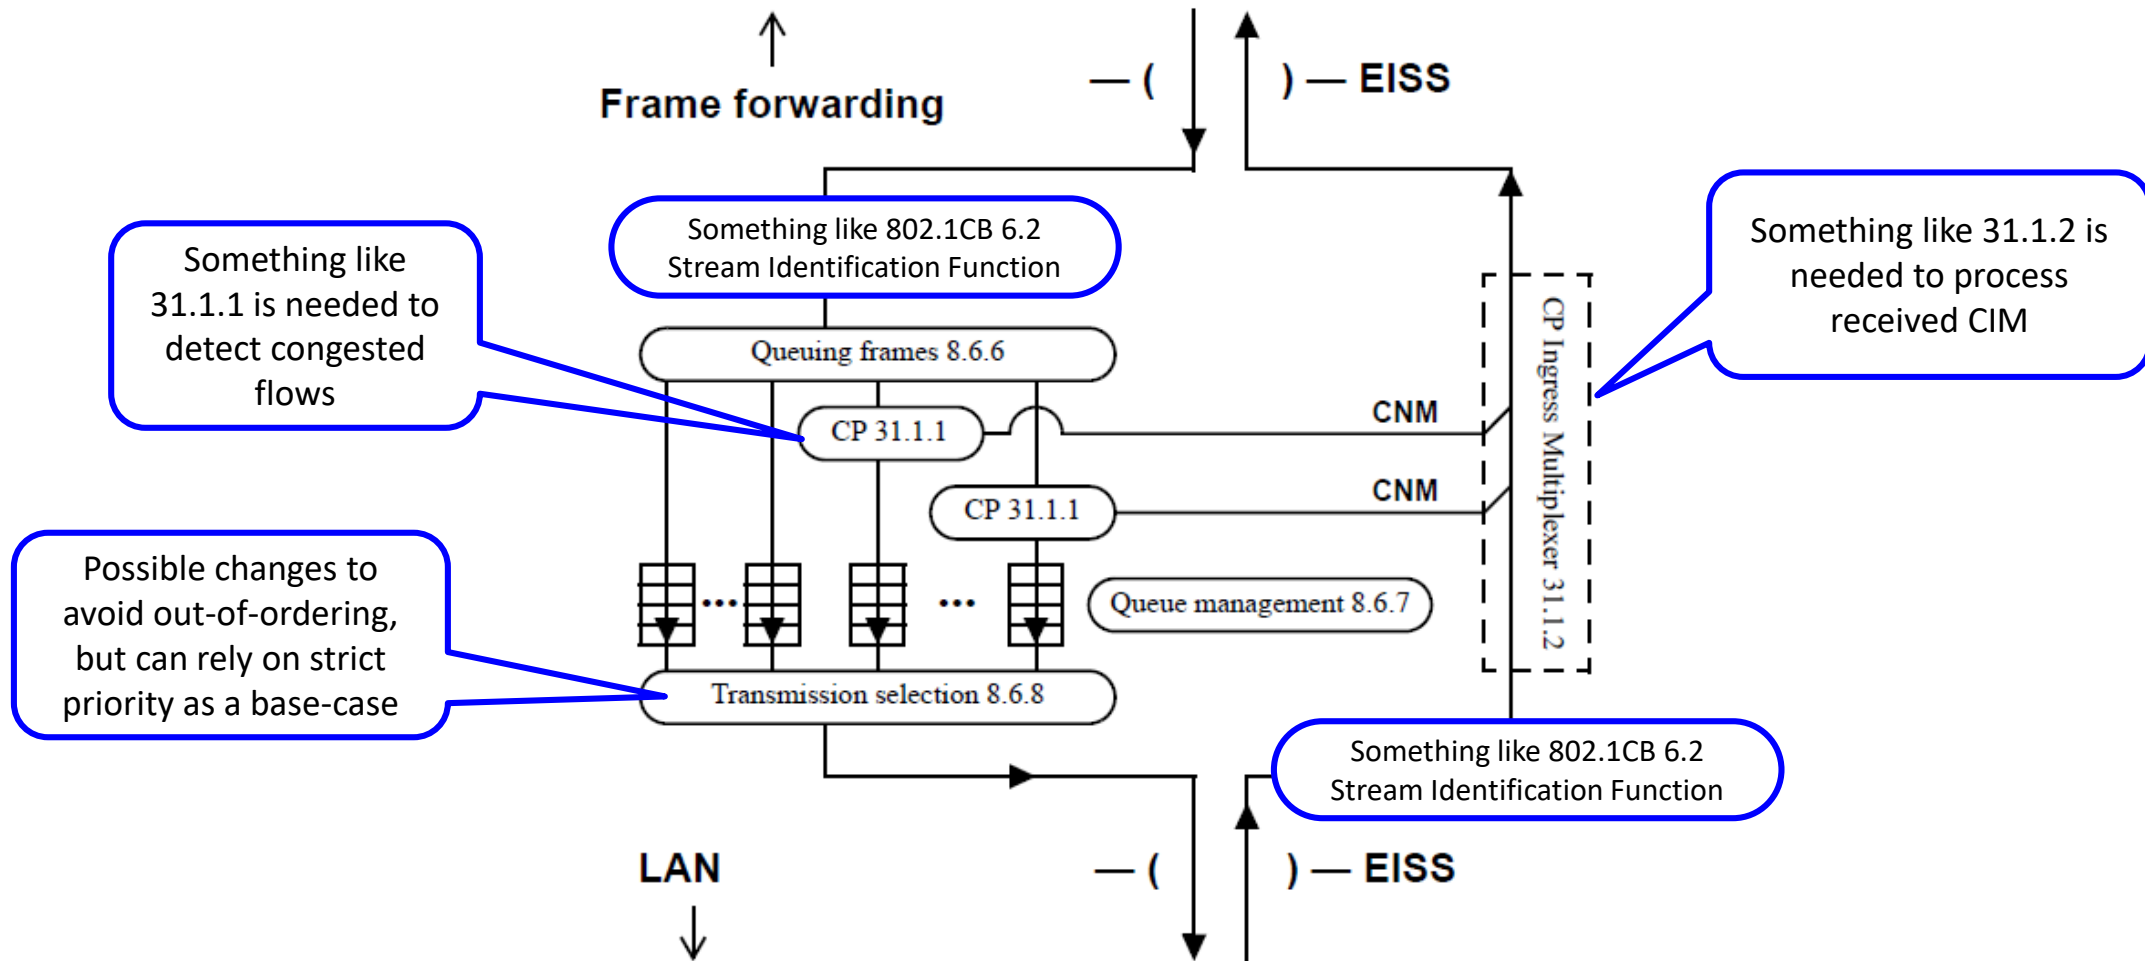 — (
) — EISS
Frame forwarding
Something like 802.1CB 6.2
Stream Identification Function
Something like
31.1.1 is needed to
detect congested
flows
Something like 31.1.2 is
needed to process
received CIM
Queuing frames 8.6.6
CP 31.1.1
CNM
CP Ingress Multiplexer 31.1.2
CP 31.1.1
CNM
Possible changes to
avoid out-of-ordering,
but can rely on strict
priority as a base-case
...
...
Queue management 8.6.7
Transmission selection 8.6.8
Something like 802.1CB 6.2
Stream Identification Function
LAN
— (
) — EISS